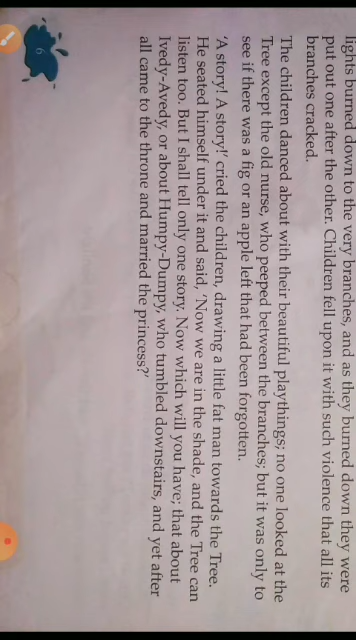 lights burned down to the very branches, and as they burned down they were
put out one after the other. Children fell upon it with such violence that all its
branches cracked.
The children danced about with their beautiful playthings; no one looked at the
Tree except the old nurse, who peeped between the branches; but it was only to
see if there was a fig or an apple left that had been forgotten.
'A story! A story!' cried the children, drawing a little fat man towards the Tree.
He seated himself under it and said, 'Now we are in the shade, and the Tree can
listen too. But I shall tell only one story. Now which will you have; that about
Ivedy-Avedy, or about Humpy-Dumpy, who tumbled downstairs, and yet after
all came to the throne and married the princess?'
6